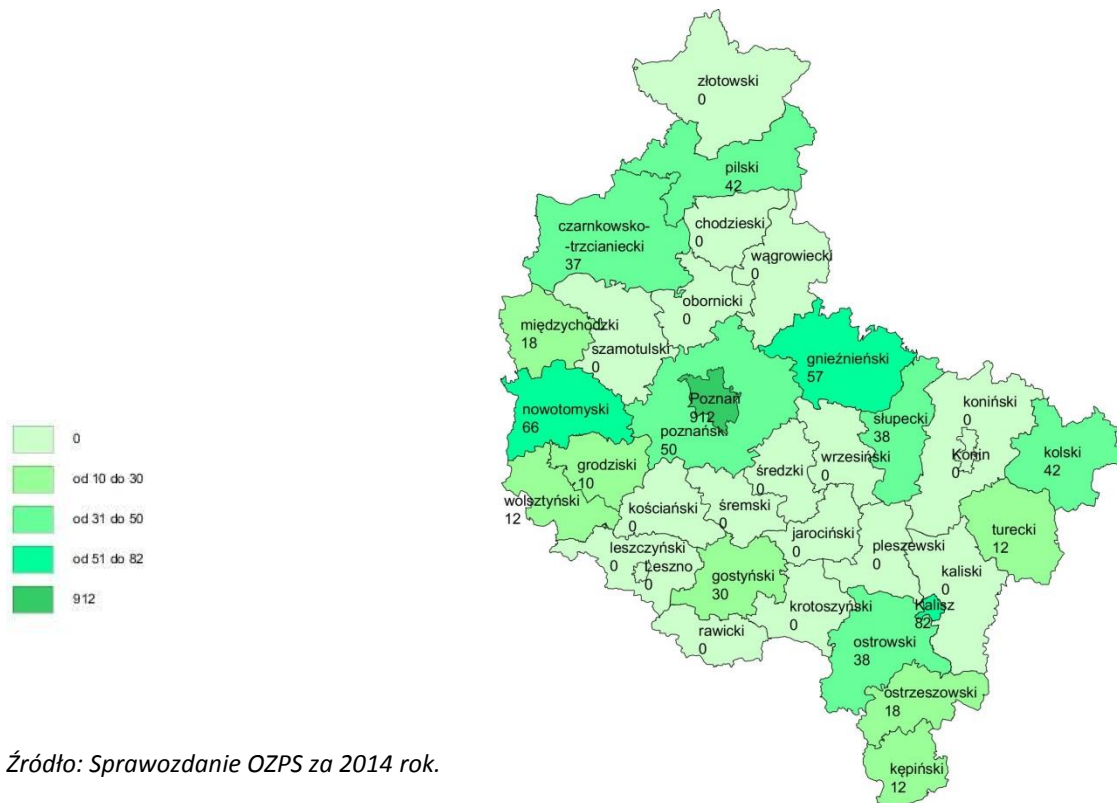 złotowski
0
pilski
42
chodzieski
0
czarnkowsko-
-trzcianiecki
37
wągrowiecki
0
obornicki
0
międzychodzki
18
szamotulski
0
gnieźnieński
57
Poznań
912
nowotomyski
66
poznański
50
słupecki
38
koniński
0
Konin
0
kolski
42
grodziski
10
średzki
0
wrzesiński
0
wolsztyński
12
kościański
0
śremski
0
jarociński
0
turecki
12
leszczyński
0
Leszno
0
gostyński
30
pleszewski
0
kaliski
0
krotoszyński
0
Kalisz
82
rawicki
0
ostrowski
38
ostrzeszowski
18
kępiński
12
0
od 10 do 30
od 31 do 50
od 51 do 82
912
Źródło: Sprawozdanie OZPS za 2014 rok.